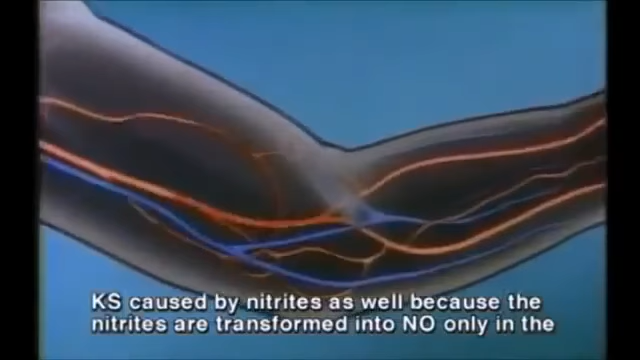 KS caused by nitrites as well because the
nitrites are transformed into NO only in the